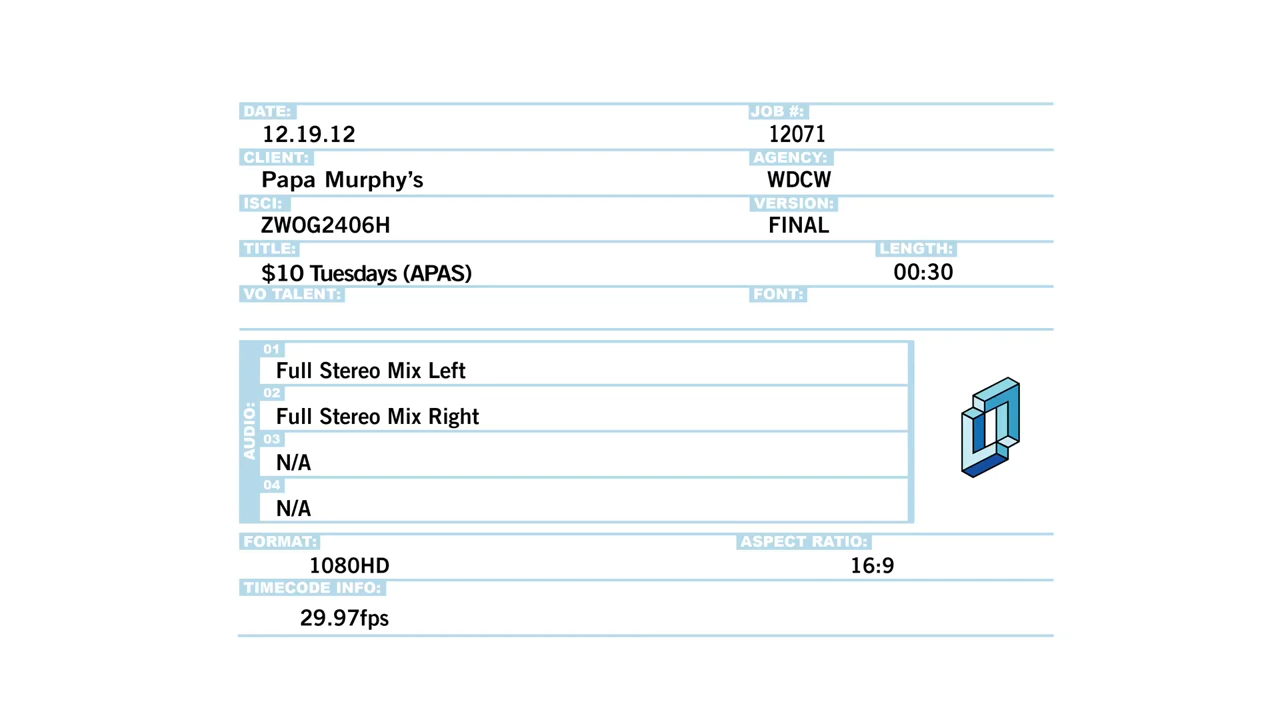 DATE: JOB #:
12.19.12 12071
CLIENT: AGENCY:
Papa Murphy’s WDCW
ISCI: VERSION:
ZWOG2406H FINAL
TITLE: LENGTH:
$10 Tuesdays (APAS) 00:30
VO TALENT: FONT:
AUDIO:
01
Full Stereo Mix Left
02
Full Stereo Mix Right
03
N/A
04
N/A
FORMAT: ASPECT RATIO:
1080HD 16:9
TIMECODE INFO:
29.97fps